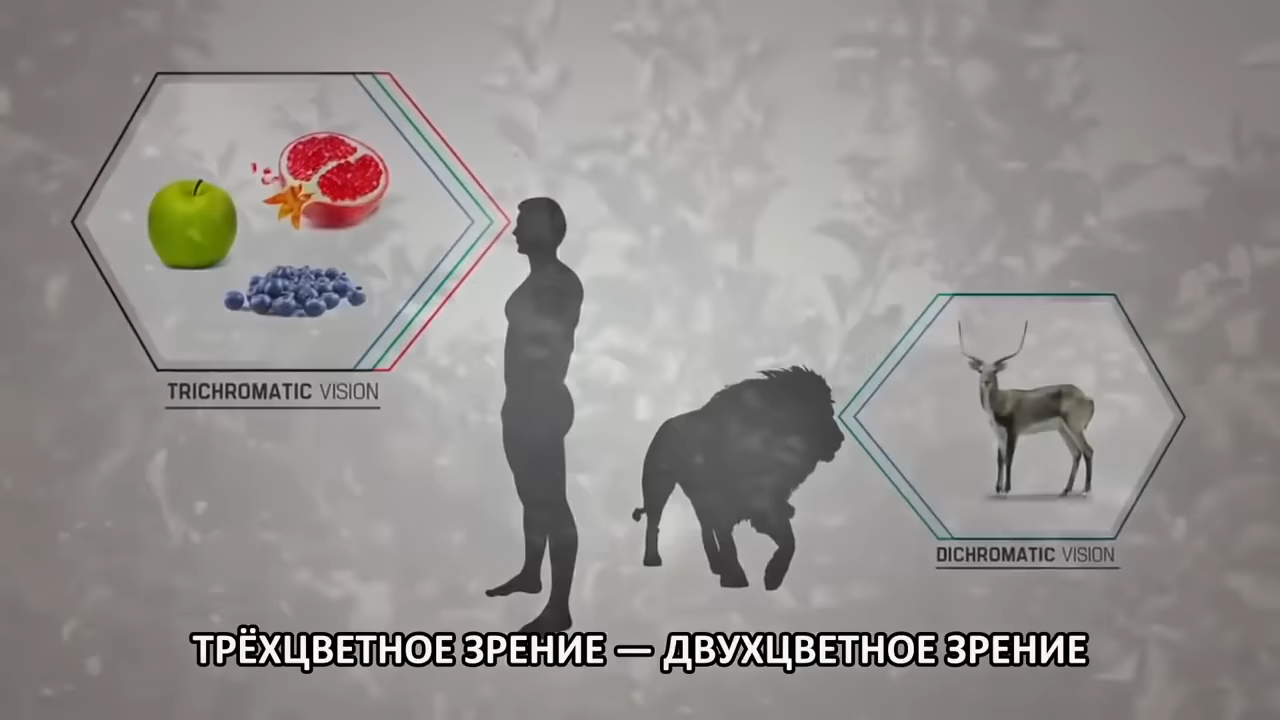 TRICHROMATIC VISION
DICHROMATIC VISION
ТРЁХЦВЕТНОЕ ЗРЕНИЕ — ДВУХЦВЕТНОЕ ЗРЕНИЕ